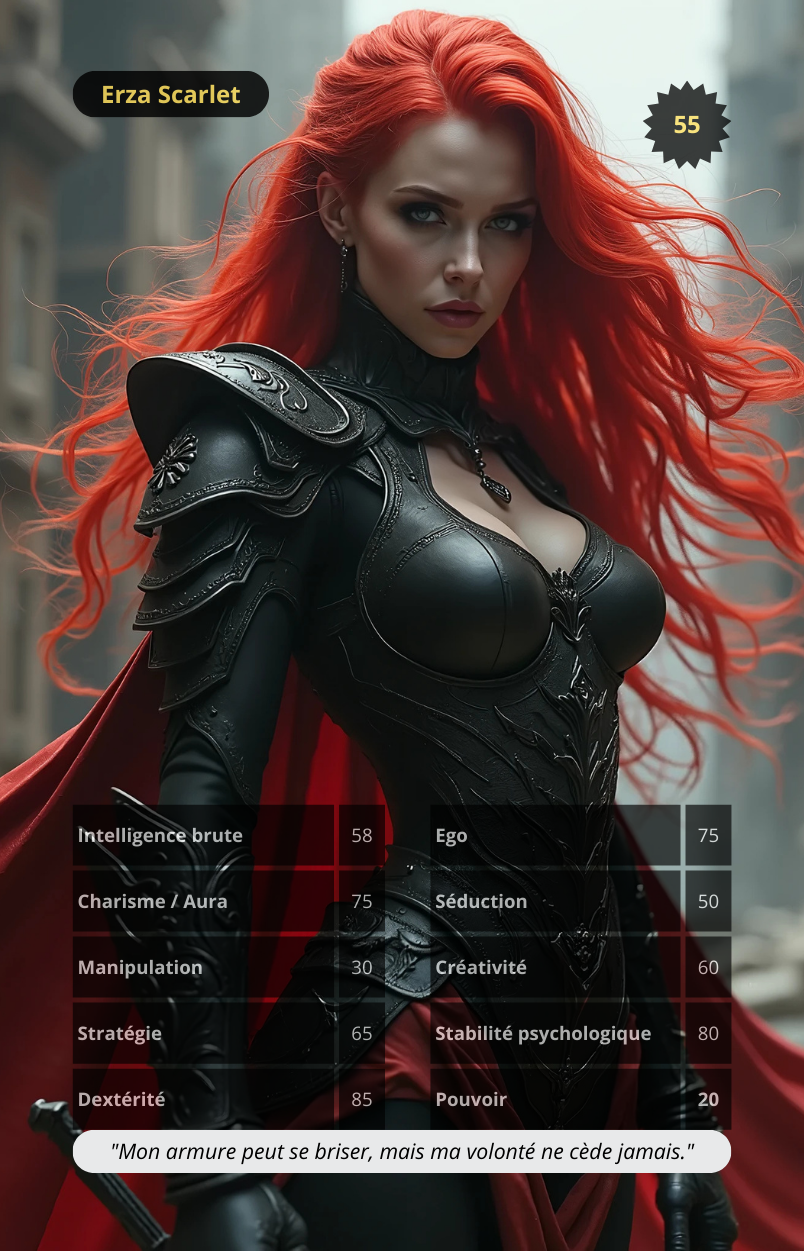 Erza Scarlet
55
Intelligence brute 58
Ego 75
Charisme / Aura 75
Séduction 50
Manipulation 30
Créativité 60
Stratégie 65
Stabilité psychologique 80
Dextérité 85
Pouvoir 20
"Mon armure peut se briser, mais ma volonté ne cède jamais."